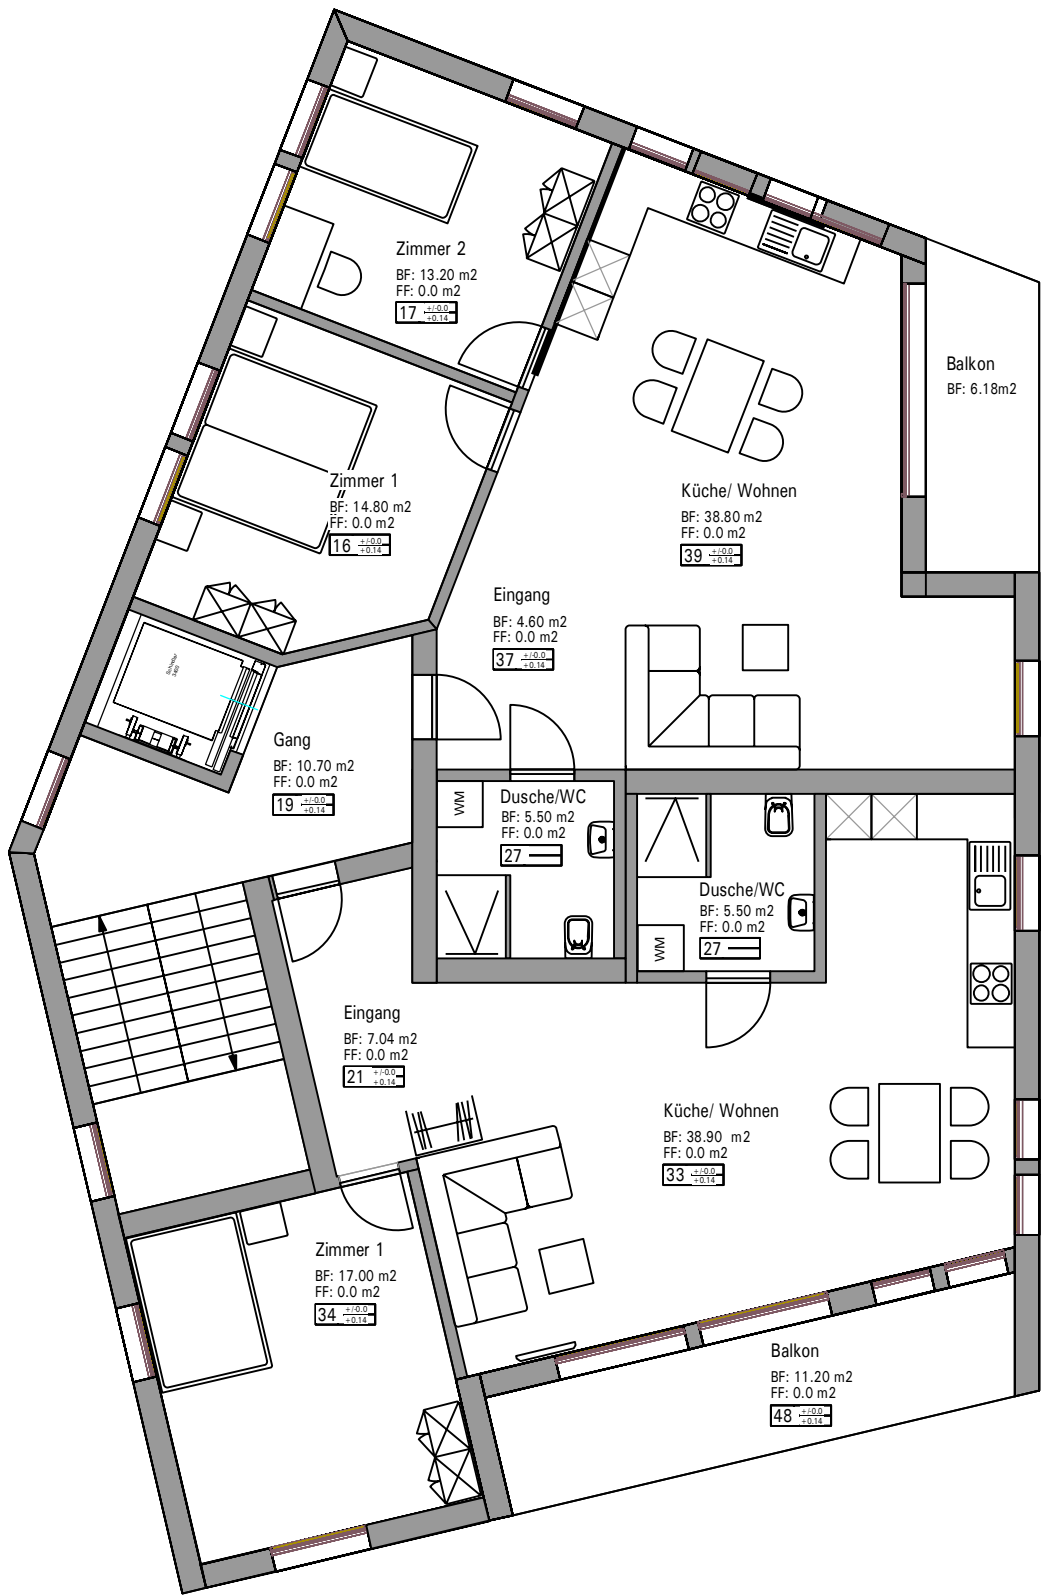 Zimmer 2
BF: 13.20 m2
FF: 0.0 m2
17 +/-0.0
+0.14
Balkon
BF: 6.18m2
Zimmer 1
BF: 14.80 m2
FF: 0.0 m2
16 +/-0.0
+0.14
Küche/ Wohnen
BF: 38.80 m2
FF: 0.0 m2
39 +/-0.0
+0.14
Eingang
BF: 4.60 m2
FF: 0.0 m2
37 +/-0.0
+0.14
Schindler
Gang
BF: 10.70 m2
FF: 0.0 m2
19 +/-0.0
+0.14
WM
Dusche/WC
BF: 5.50 m2
FF: 0.0 m2
27
Dusche/WC
BF: 5.50 m2
FF: 0.0 m2
27
WM
Eingang
BF: 7.04 m2
FF: 0.0 m2
21 +/-0.0
+0.14
Küche/ Wohnen
BF: 38.90 m2
FF: 0.0 m2
33 +/-0.0
+0.14
Zimmer 1
BF: 17.00 m2
FF: 0.0 m2
34 +/-0.0
+0.14
Balkon
BF: 11.20 m2
FF: 0.0 m2
48 +/-0.0
+0.14